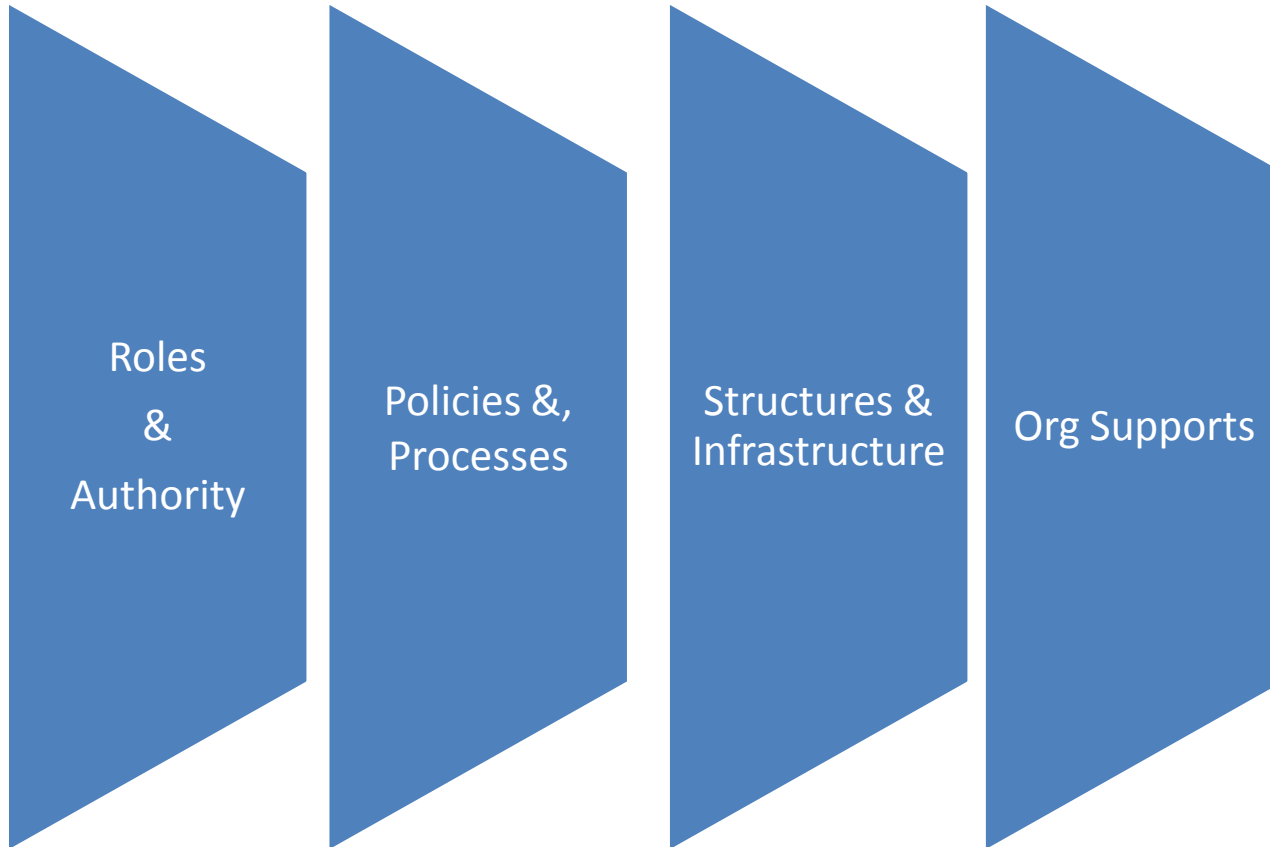 Roles
&
Authority
Policies &,
Processes
Structures &
Infrastructure
Org Supports